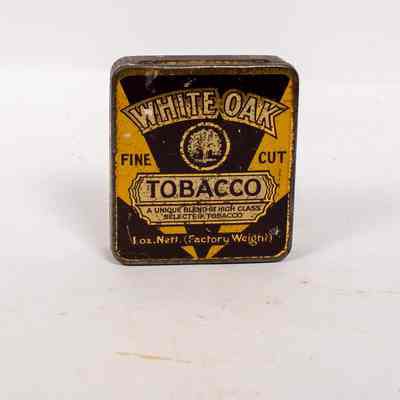 WHITE OAK
FINE CUT
TOBACCO
A UNIQUE BLEND OF HIGH CLASS
SELECTED TOBACCO
1 oz. Nett. (Factory Weight)